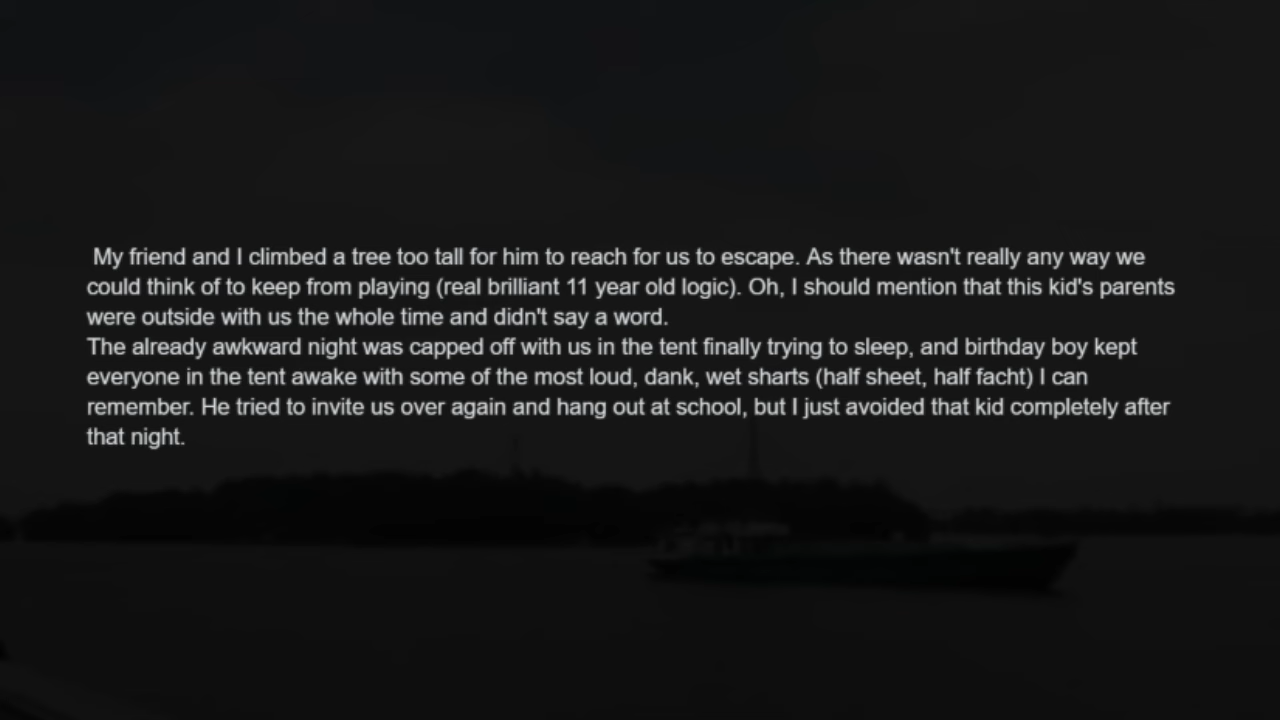 My friend and I climbed a tree too tall for him to reach for us to escape. As there wasn't really any way we
could think of to keep from playing (real brilliant 11 year old logic). Oh, I should mention that this kid's parents
were outside with us the whole time and didn't say a word.
The already awkward night was capped off with us in the tent finally trying to sleep, and birthday boy kept
everyone in the tent awake with some of the most loud, dank, wet sharts (half sheet, half facht) I can
remember. He tried to invite us over again and hang out at school, but I just avoided that kid completely after
that night.